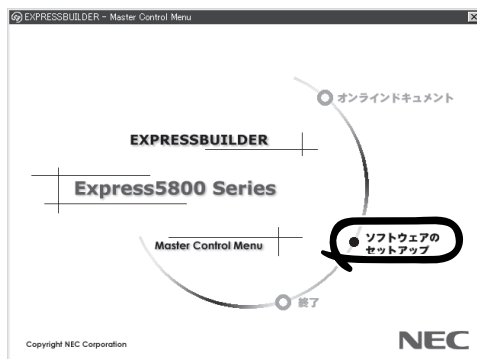 EXPRESSBUILDER - Master Control Menu
オンラインドキュメント
EXPRESSBUILDER
Express5800 Series
Master Control Menu
ソフトウェアの
セットアップ
終了
Copyright NEC Corporation
NEC